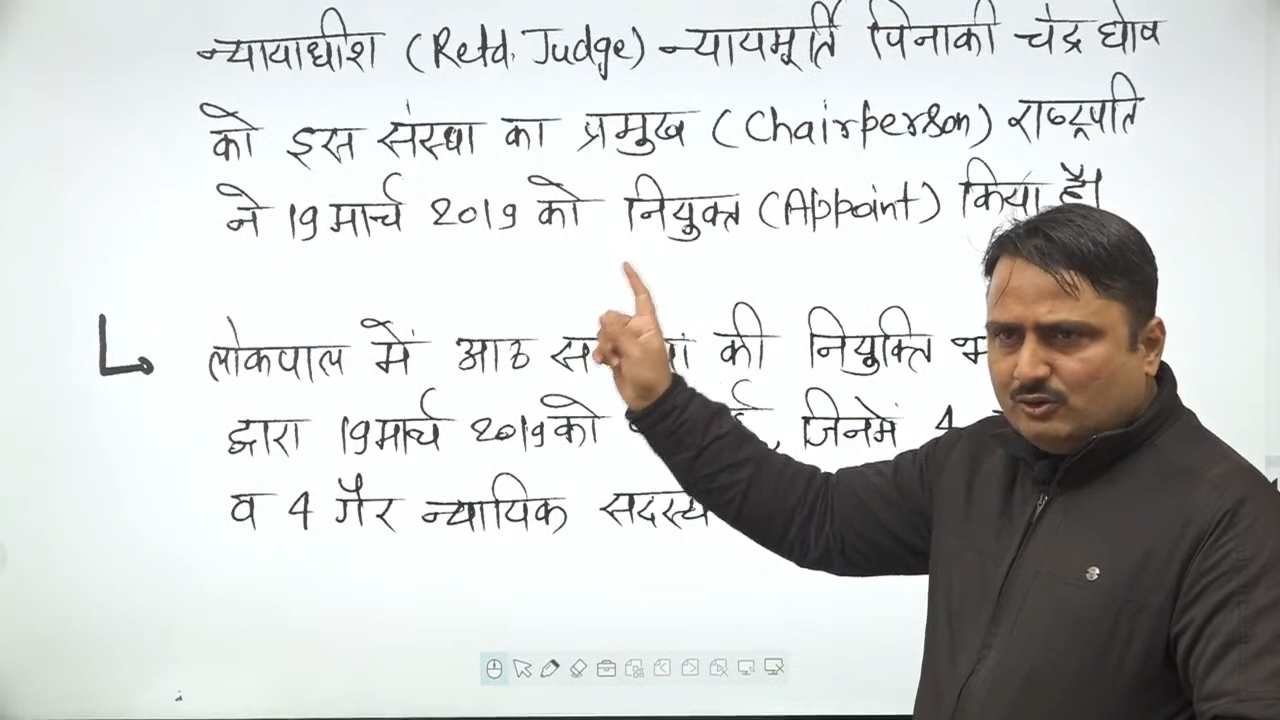 न्यायाधीश (Retd. Judge) न्यायमूर्ति पिनाकी चंद्र घोष
को इस संस्था का प्रमुख (Chairperson) राष्ट्रपति
ने 19 मार्च 2019 को नियुक्त (Appoint) किया है।
लोकपाल में आठ की नियुक्ति
द्वारा 19 मार्च 2019 को जिनमें 4
व 4 गैर न्यायिक सदस्य